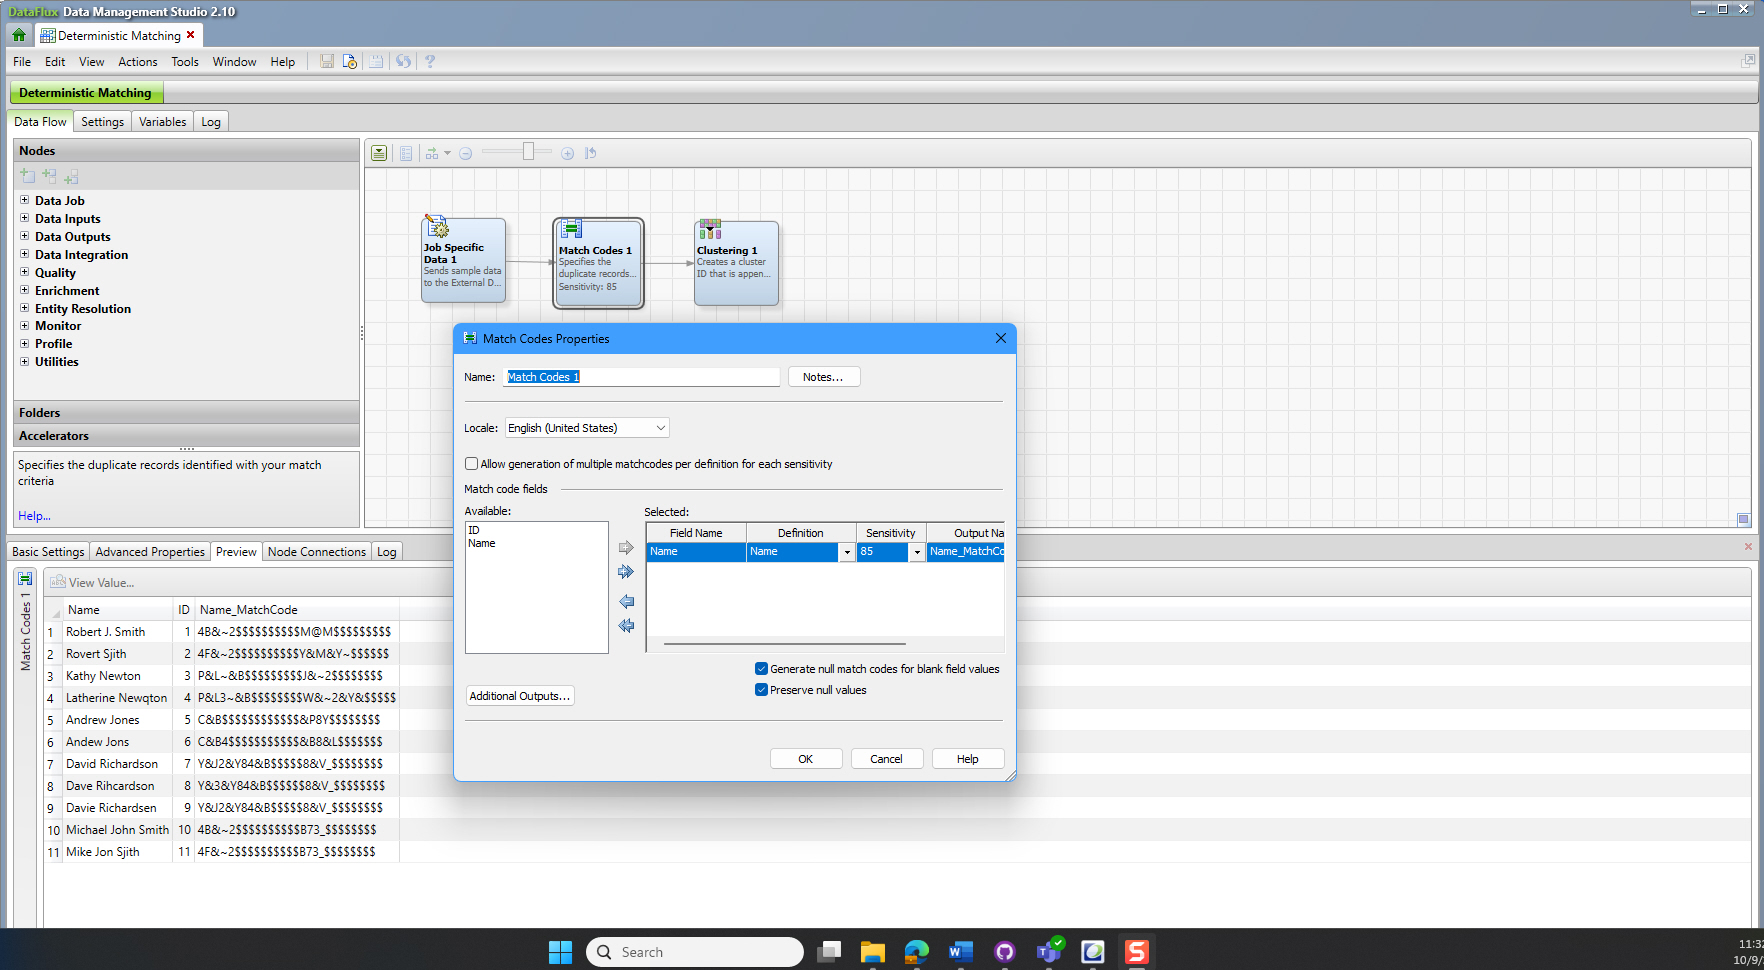 DataFlux Data Management Studio 2.10
Deterministic Matching
File Edit View Actions Tools Window Help
Deterministic Matching
Data Flow Settings Variables Log
Nodes
Data Job
Data Inputs
Data Outputs
Data Integration
Quality
Enrichment
Entity Resolution
Monitor
Profile
Utilities
Folders
Accelerators
Specifies the duplicate records identified with your match
criteria
Help...
Job Specific
Data 1
Sends sample data
to the External D...
Match Codes 1
Specifies the
duplicate records...
Sensitivity: 85
Clustering 1
Creates a cluster
ID that is appen...
Match Codes Properties
Name: Match Codes 1 Notes...
Locale: English (United States)
Allow generation of multiple matchcodes per definition for each sensitivity
Match code fields
Available: Selected:
ID
Name
Field Name Definition Sensitivity Output Na
Name Name 85 Name_MatchCo
Generate null match codes for blank field values
Preserve null values
Additional Outputs...
OK Cancel Help
Basic Settings Advanced Properties Preview Node Connections Log
Match Codes 1
View Value...
Name ID Name_MatchCode
1 Robert J. Smith 1 4B&~2$$$$$$$$$$M@M$$$$$$$$$
2 Rovert Sjith 2 4F&~2$$$$$$$$$$Y&M&Y~$$$$$$
3 Kathy Newton 3 P&L~&B$$$$$$$$$J&~2$$$$$$$$
4 Latherine Newqton 4 P&L3~&B$$$$$$$$W&~2&Y&$$$$$
5 Andrew Jones 5 C&B$$$$$$$$$$$$&P8Y$$$$$$$$
6 Andew Jons 6 C&B4$$$$$$$$$$$&B8&L$$$$$$$
7 David Richardson 7 Y&J2&Y84&B$$$$$8&V_$$$$$$$$
8 Dave Rihcardson 8 Y&3&Y84&B$$$$$$8&V_$$$$$$$$
9 Davie Richardsen 9 Y&J2&Y84&B$$$$$8&V_$$$$$$$$
10 Michael John Smith 10 4B&~2$$$$$$$$$$B73_$$$$$$$$
11 Mike Jon Sjith 11 4F&~2$$$$$$$$$$B73_$$$$$$$$
Search
11:32
10/9/